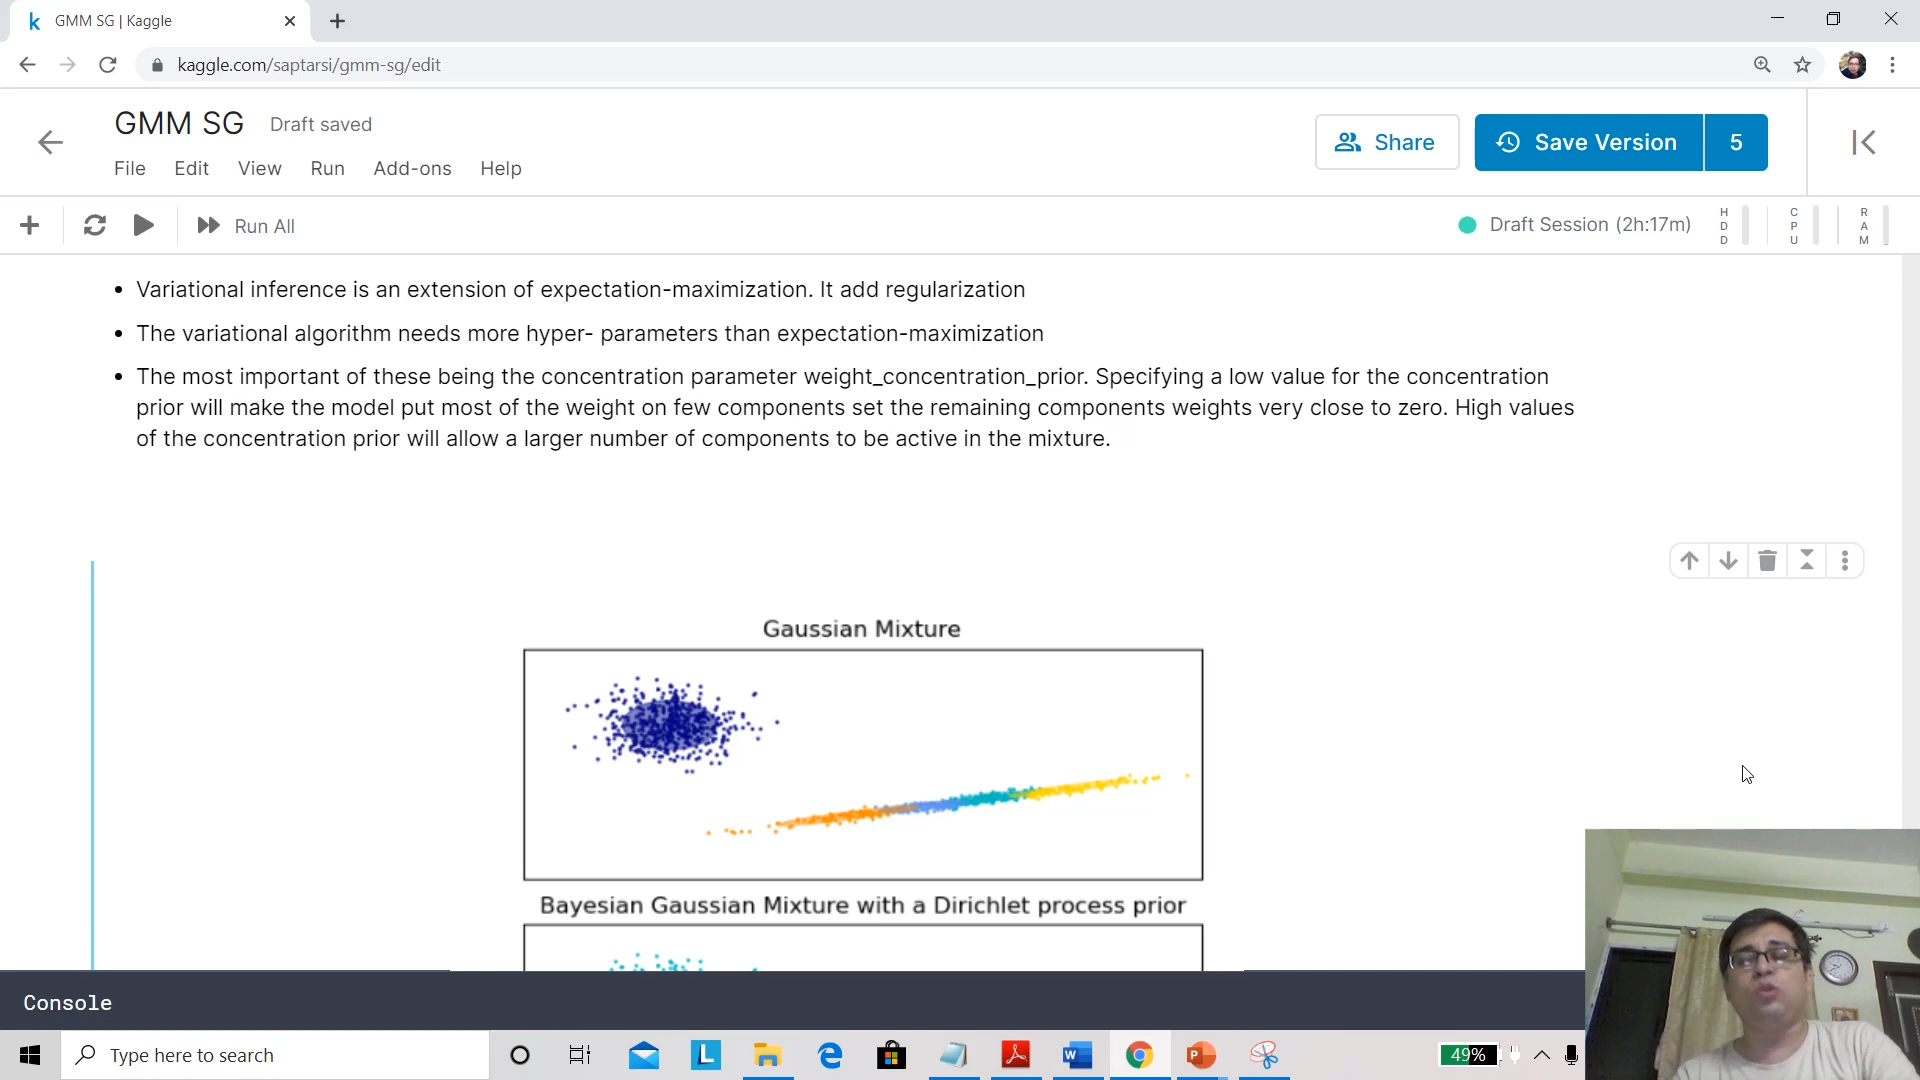 GMM SG | Kaggle
kaggle.com/saptarsi/gmm-sg/edit
GMM SG Draft saved
File Edit View Run Add-ons Help
Share
Save Version 5
Run All
Draft Session (2h:17m)
HDD
CPU
RAM
• Variational inference is an extension of expectation-maximization. It add regularization
• The variational algorithm needs more hyper- parameters than expectation-maximization
• The most important of these being the concentration parameter weight_concentration_prior. Specifying a low value for the concentration
prior will make the model put most of the weight on few components set the remaining components weights very close to zero. High values
of the concentration prior will allow a larger number of components to be active in the mixture.
Gaussian Mixture
Bayesian Gaussian Mixture with a Dirichlet process prior
Console
Type here to search
49%